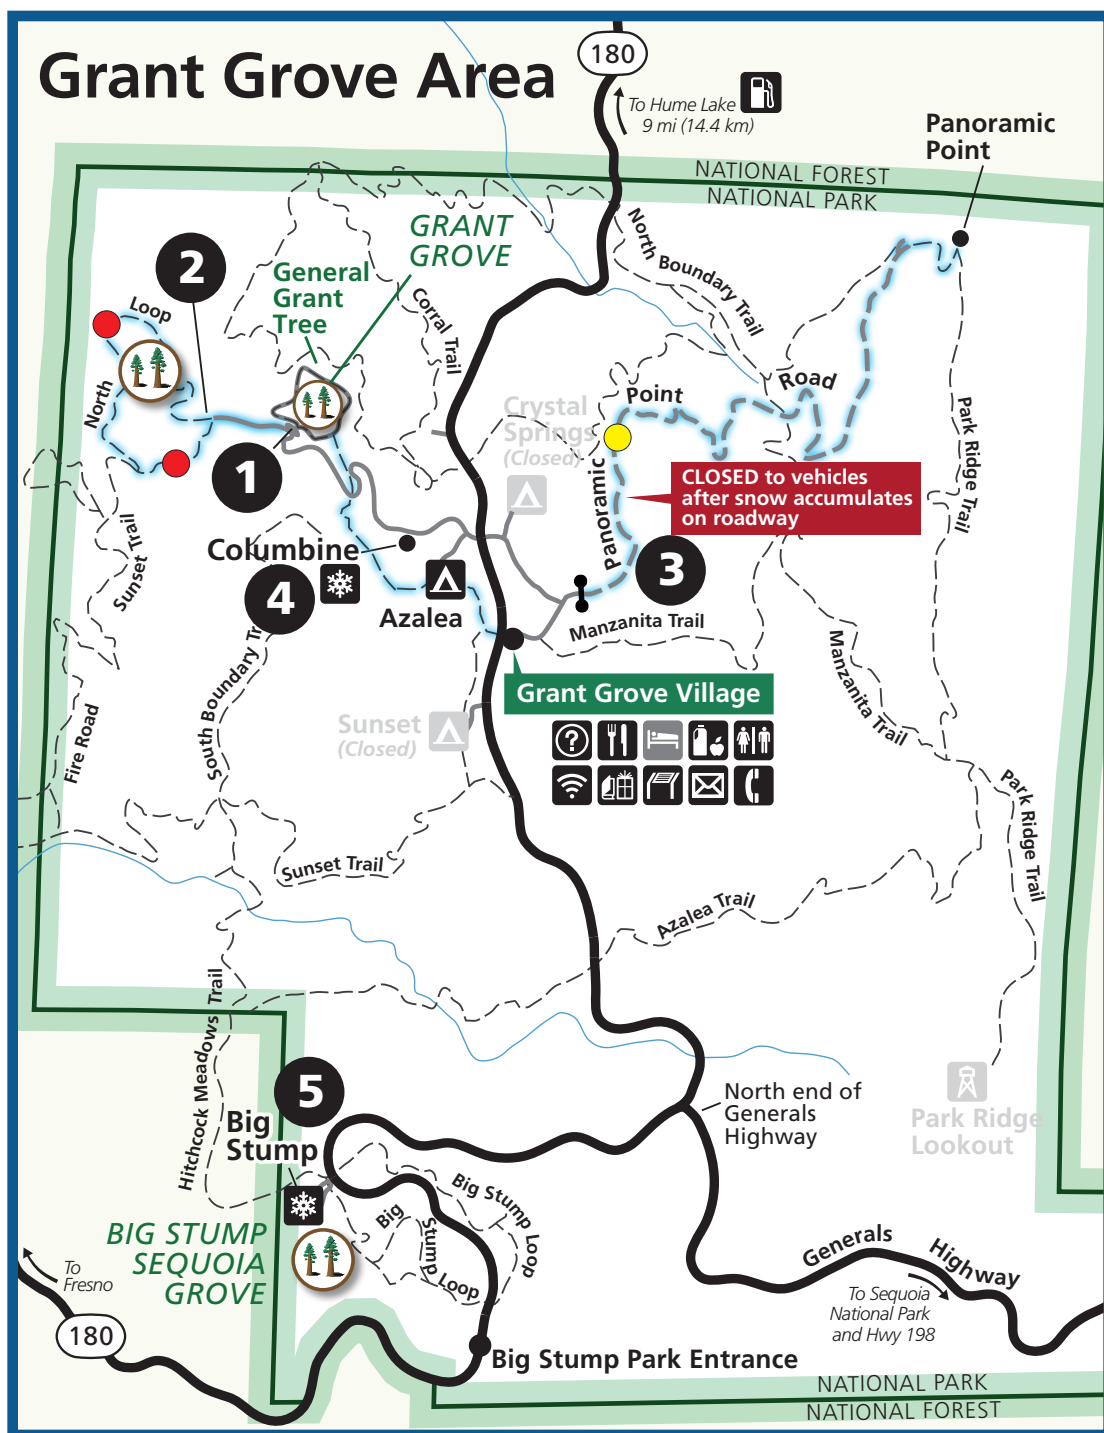 Grant Grove Area
180
To Hume Lake
9 mi (14.4 km)
Panoramic
Point
NATIONAL FOREST
NATIONAL PARK
GRANT
GROVE
General
Grant
Tree
2
Loop
North
1
Corral Trail
North Boundary Trail
Crystal
Springs
(Closed)
Panoramic
Point
Road
CLOSED to vehicles
after snow accumulates
on roadway
3
Park Ridge Trail
Sunset Trail
Columbine
4
Azalea
Manzanita Trail
Grant Grove Village
Manzanita Trail
South Boundary Tr
Sunset
(Closed)
?
Fire Road
Park Ridge Trail
Sunset Trail
Azalea Trail
Hitchcock Meadows Trail
5
Big
Stump
North end of
Generals
Highway
Park Ridge
Lookout
Big Stump Loop
Big Stump Loop
BIG STUMP
SEQUOIA
GROVE
To
Fresno
180
Generals Highway
To Sequoia
National Park
and Hwy 198
Big Stump Park Entrance
NATIONAL PARK
NATIONAL FOREST